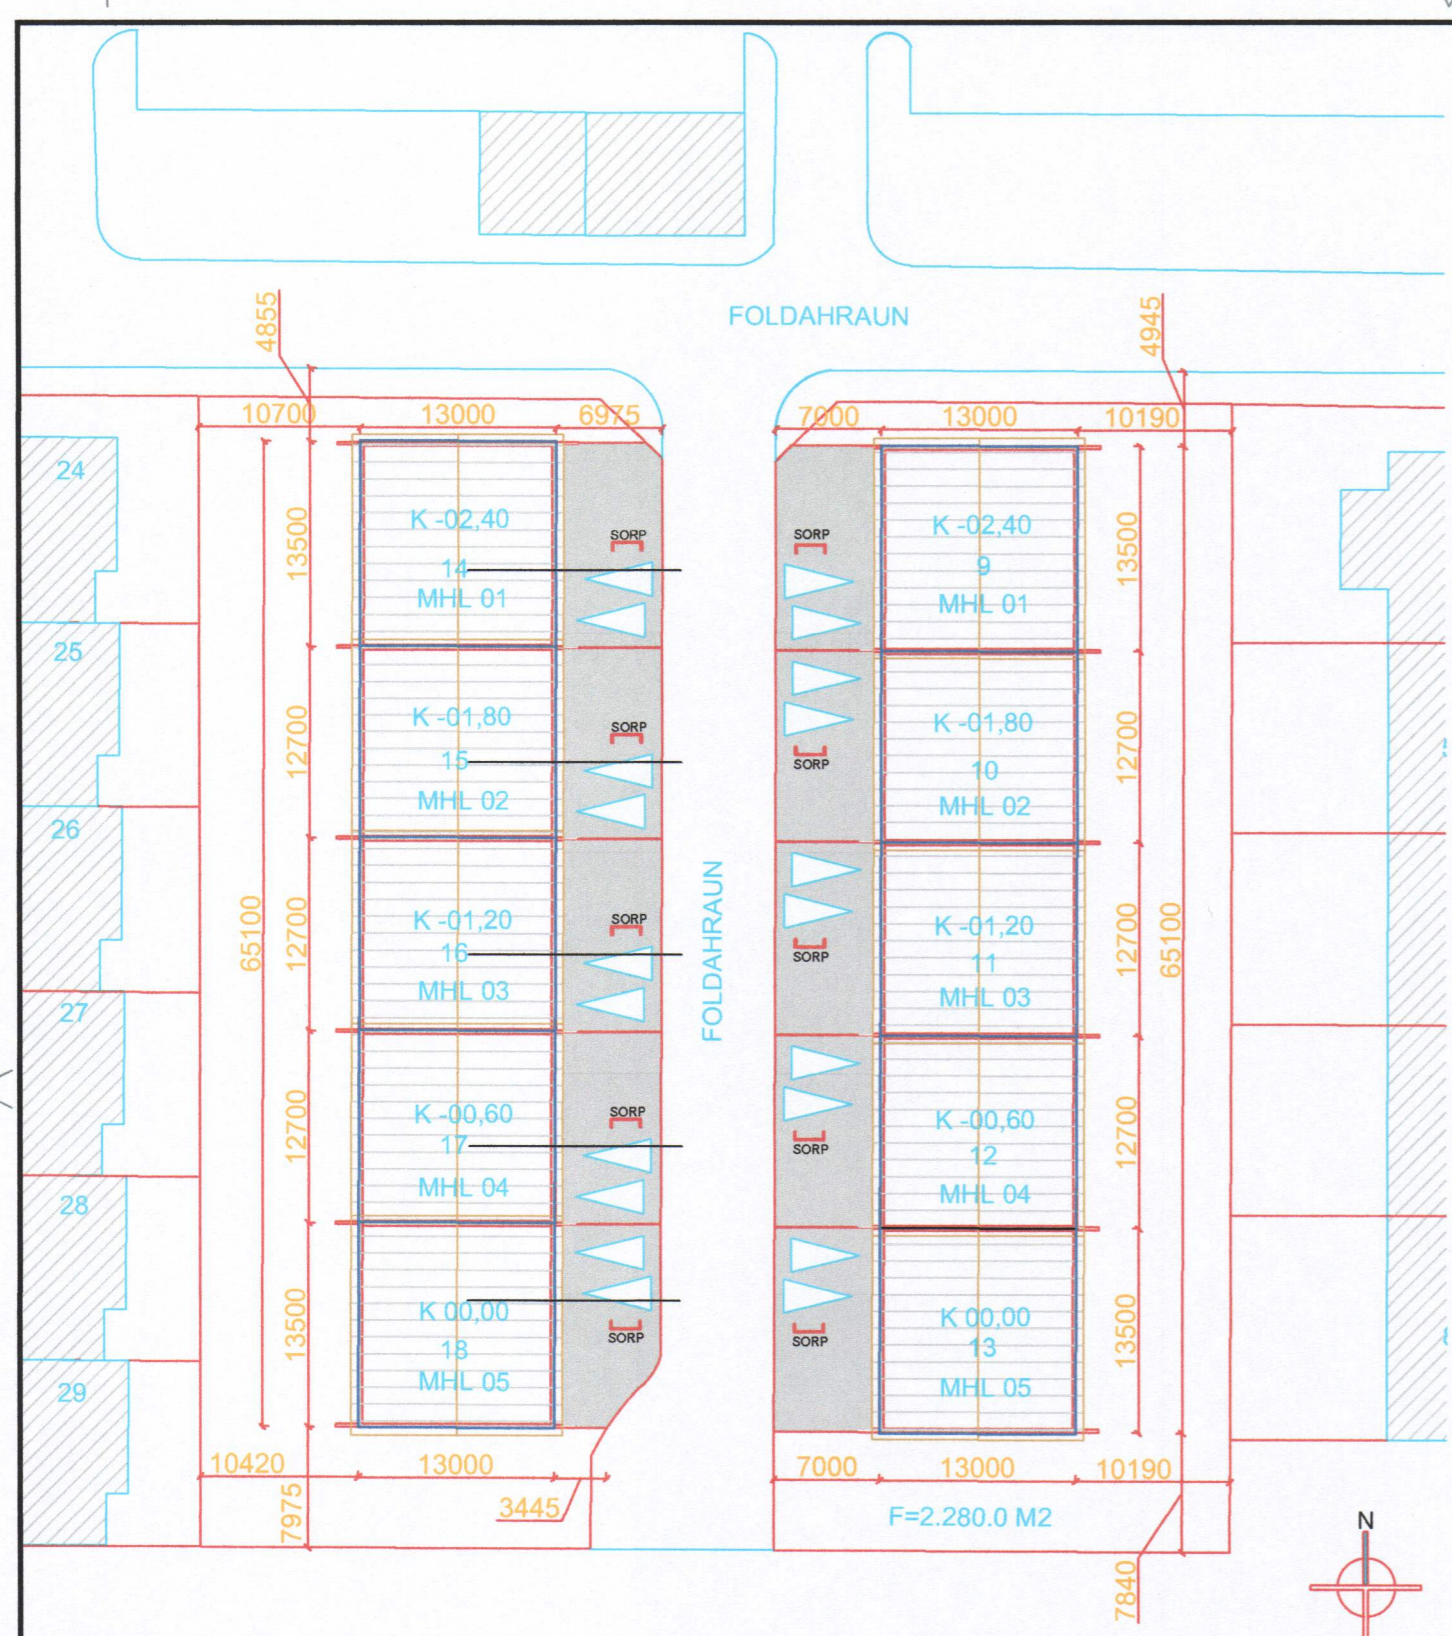 FOLDAHRAUN
4855
4945
10700 13000 6975
7000 13000 10190
24
25
26
27
28
29
65100
13500
12700
12700
12700
13500
K -02,40
14
MHL 01
SORP
K -01,80
15
MHL 02
SORP
K -01,20
16
MHL 03
SORP
K -00,60
17
MHL 04
SORP
K 00,00
18
MHL 05
SORP
FOLDAHRAUN
SORP
K -02,40
9
MHL 01
SORP
K -01,80
10
MHL 02
SORP
K -01,20
11
MHL 03
SORP
K -00,60
12
MHL 04
SORP
K 00,00
13
MHL 05
13500
12700
12700
12700
13500
65100
10420 13000
3445
7975
7000 13000 10190
F=2.280.0 M2
7840
N